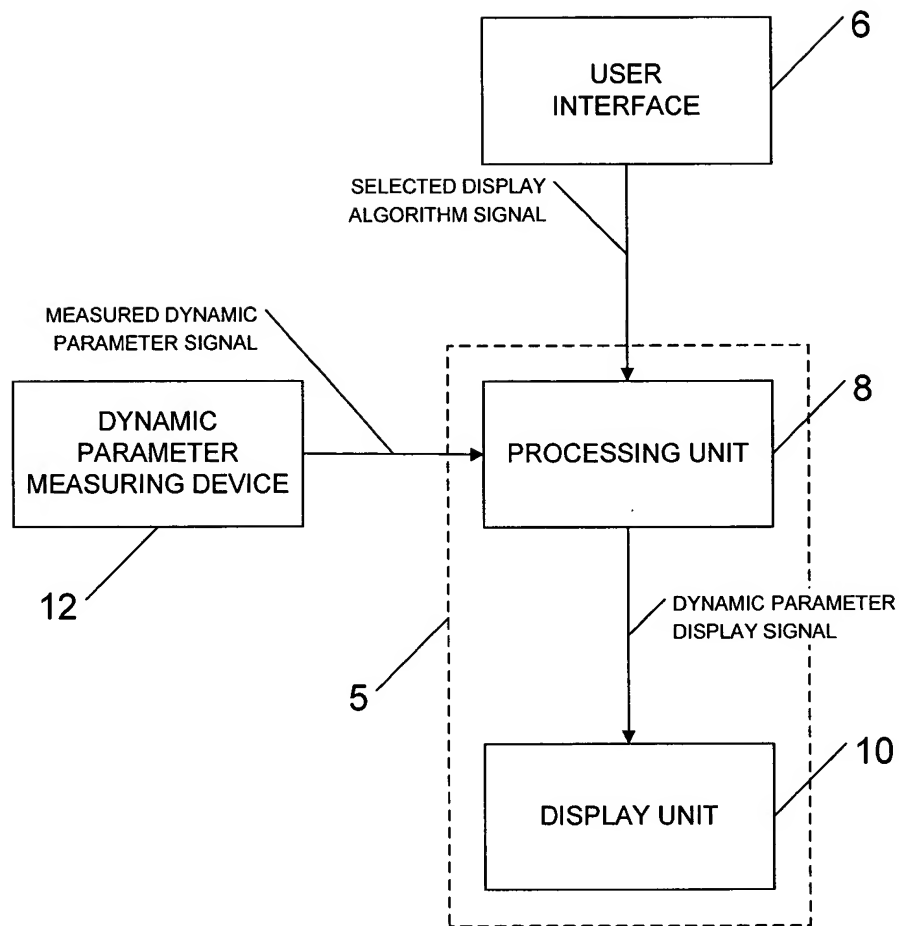 6
USER
INTERFACE
SELECTED DISPLAY
ALGORITHM SIGNAL
MEASURED DYNAMIC
PARAMETER SIGNAL
8
DYNAMIC
PARAMETER
MEASURING DEVICE
PROCESSING UNIT
12
DYNAMIC PARAMETER
DISPLAY SIGNAL
5
10
DISPLAY UNIT